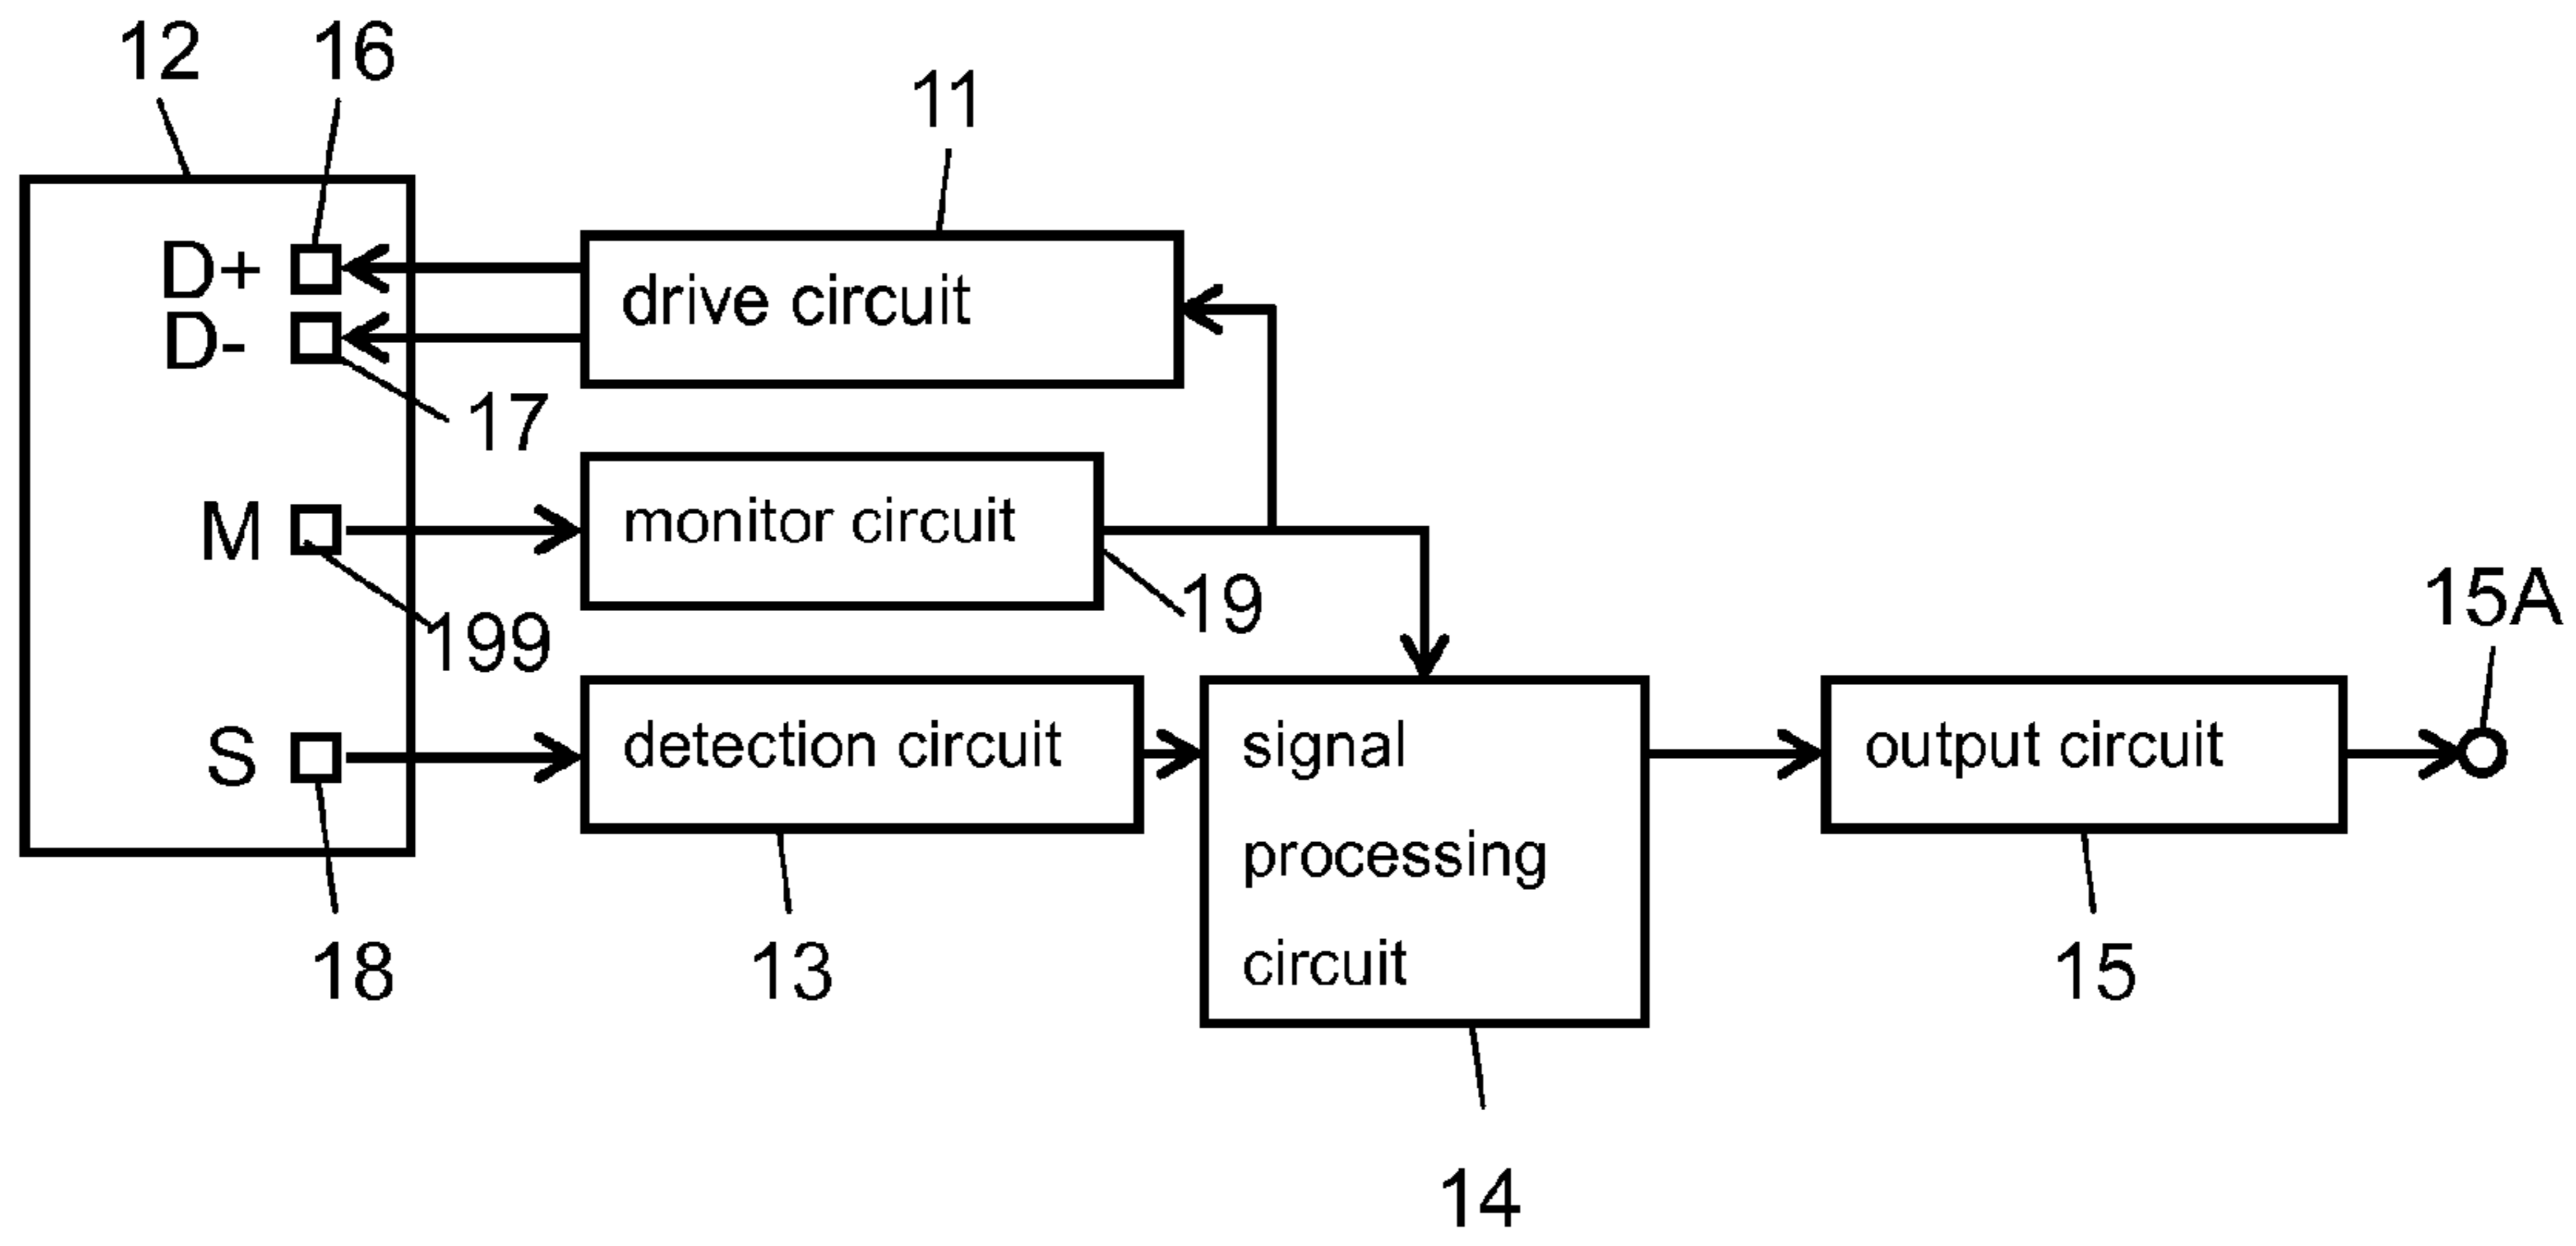 12
16
11
D+
drive circuit
D-
17
M
monitor circuit
19
199
15A
S
detection circuit
signal
processing
circuit
output circuit
18
13
15
14